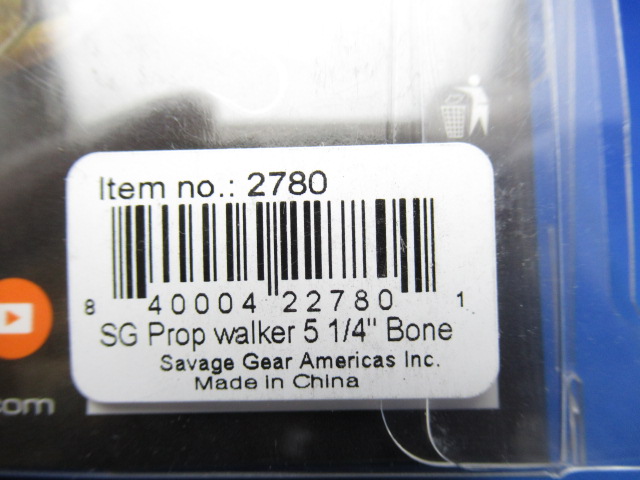 Item no.: 2780
8 40004 22780 1
SG Prop walker 5 1/4" Bone
Savage Gear Americas Inc.
Made in China
.com